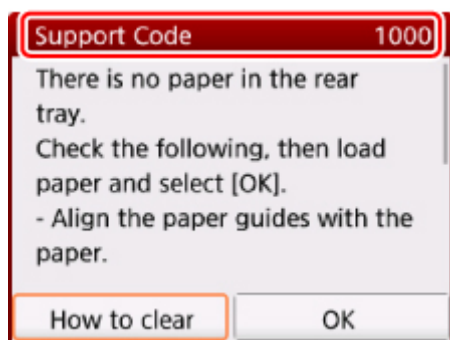 Support Code 1000
There is no paper in the rear
tray.
Check the following, then load
paper and select [OK].
- Align the paper guides with the
paper.
How to clear OK